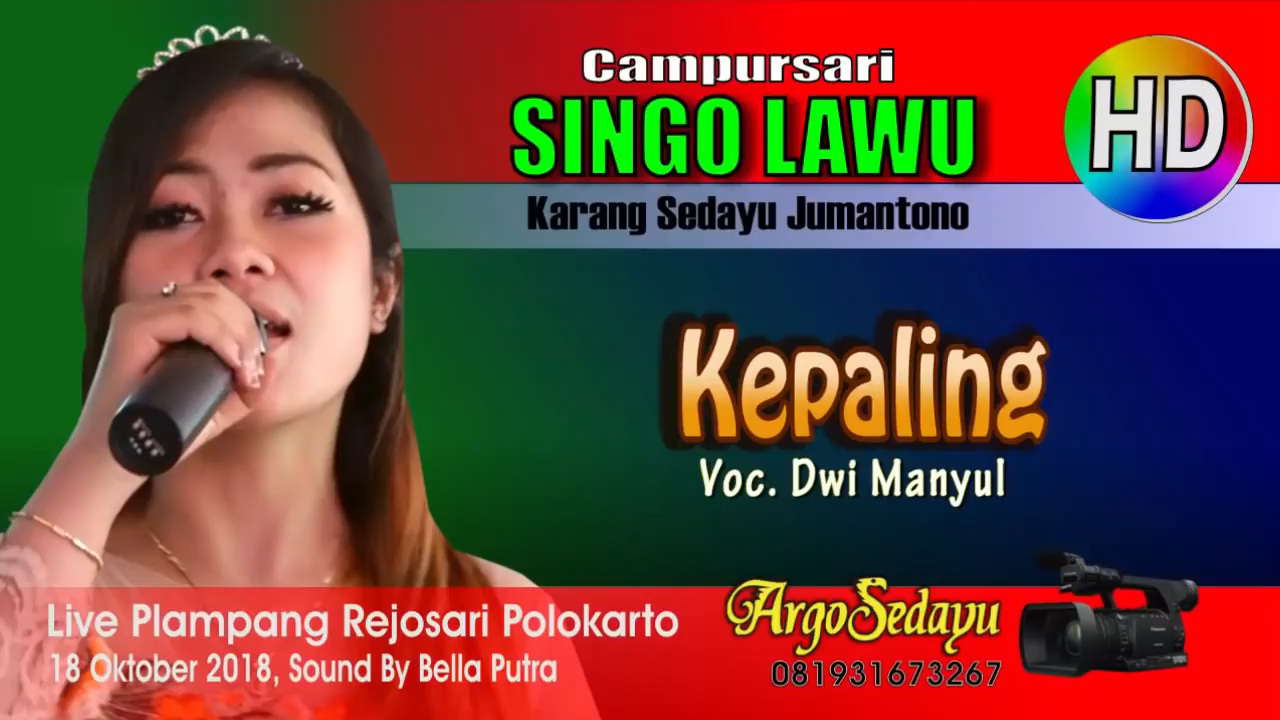 Campursari
SINGO LAWU
HD
Karang Sedayu Jumantono
Kepaling
Voc. Dwi Manyul
Live Plampang Rejosari Polokarto
18 Oktober 2018, Sound By Bella Putra
ArgoSedayu
081931673267